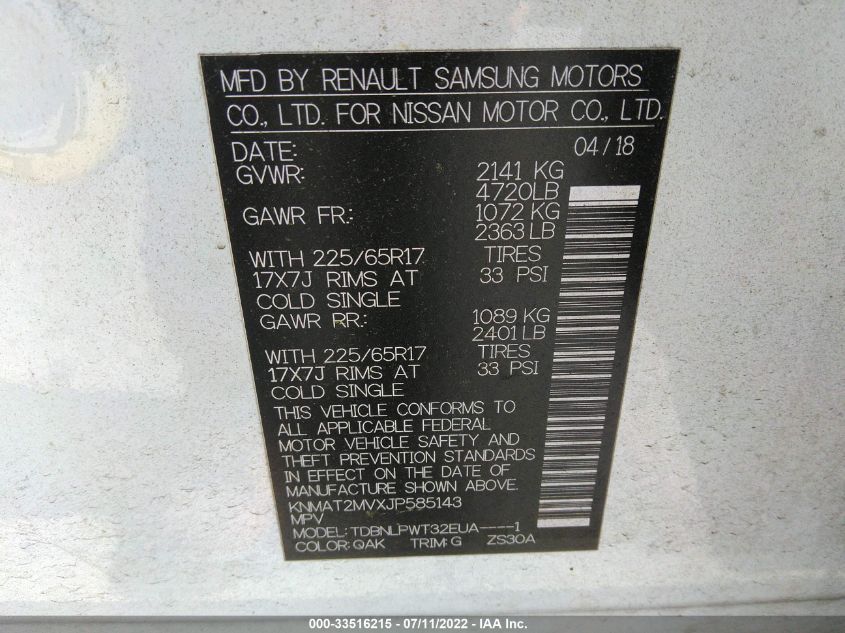 MFD BY RENAULT SAMSUNG MOTORS
CO., LTD. FOR NISSAN MOTOR CO., LTD.
DATE: 04 / 18
GVWR: 2141 KG
4720LB
GAWR FR.: 1072 KG
2363 LB
WITH 225/65R17 TIRES
17X7J RIMS AT 33 PSI
COLD SINGLE
GAWR RR.: 1089 KG
2401 LB
WITH 225/65R17 TIRES
17X7J RIMS AT 33 PSI
COLD SINGLE
THIS VEHICLE CONFORMS TO
ALL APPLICABLE FEDERAL
MOTOR VEHICLE SAFETY AND
THEFT PREVENTION STANDARDS
IN EFFECT ON THE DATE OF
MANUFACTURE SHOWN ABOVE.
KNMAT2MVXJP585143
MPV
MODEL: TDBNLPWT32EUA----1
COLOR: QAK TRIM: G ZS30A
000-33516215 - 07/11/2022 - IAA Inc.